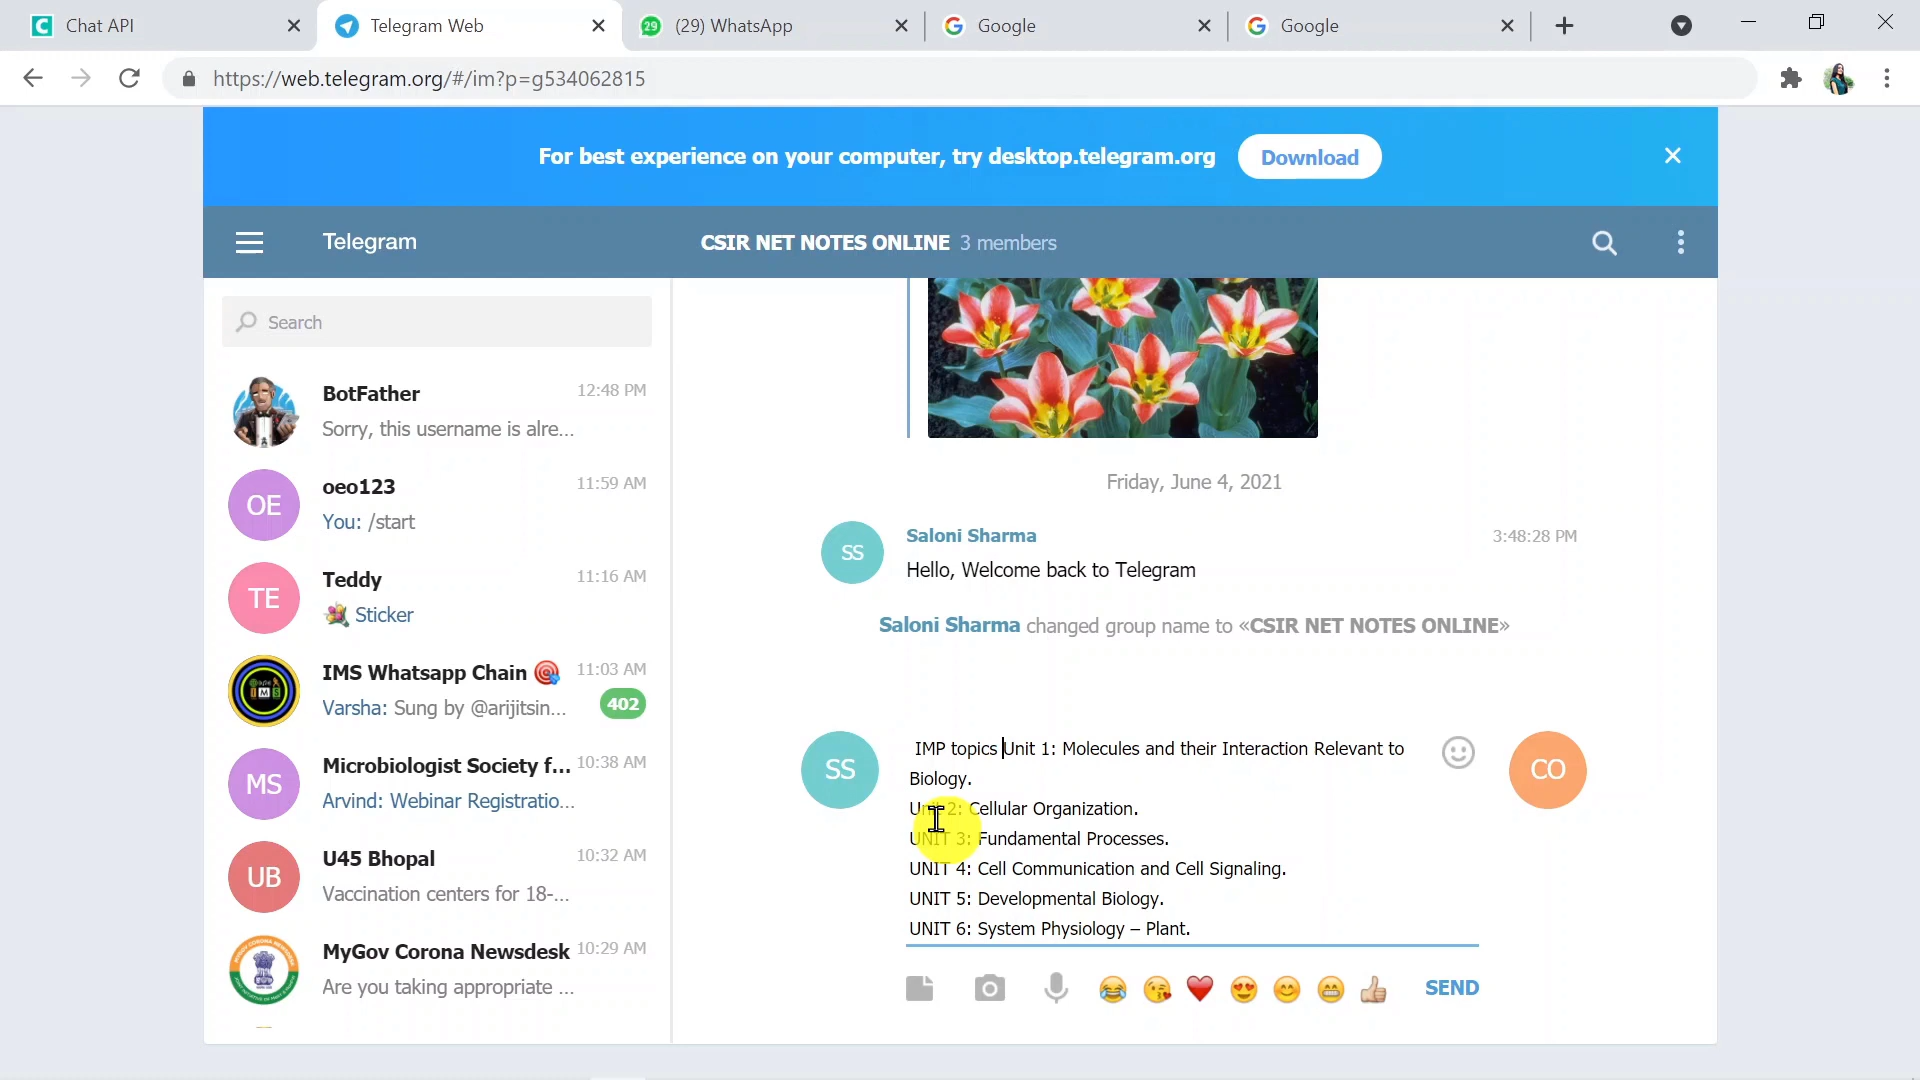 Chat API
Telegram Web
29
(29) WhatsApp
Google
Google
https://web.telegram.org/#/im?p=g534062815
For best experience on your computer, try desktop.telegram.org
Download
Telegram
CSIR NET NOTES ONLINE 3 members
Search
BotFather 12:48 PM
Sorry, this username is alre...
OE
oeo123 11:59 AM
You: /start
TE
Teddy 11:16 AM
Sticker
IMS
IMS Whatsapp Chain 11:03 AM
Varsha: Sung by @arijitsin... 402
MS
Microbiologist Society f... 10:38 AM
Arvind: Webinar Registratio...
UB
U45 Bhopal 10:32 AM
Vaccination centers for 18-...
MyGov Corona Newsdesk 10:29 AM
Are you taking appropriate ...
Friday, June 4, 2021
SS
Saloni Sharma 3:48:28 PM
Hello, Welcome back to Telegram
Saloni Sharma changed group name to «CSIR NET NOTES ONLINE»
SS
IMP topics Unit 1: Molecules and their Interaction Relevant to
Biology.
Unit 2: Cellular Organization.
UNIT 3: Fundamental Processes.
UNIT 4: Cell Communication and Cell Signaling.
UNIT 5: Developmental Biology.
UNIT 6: System Physiology – Plant.
CO
SEND